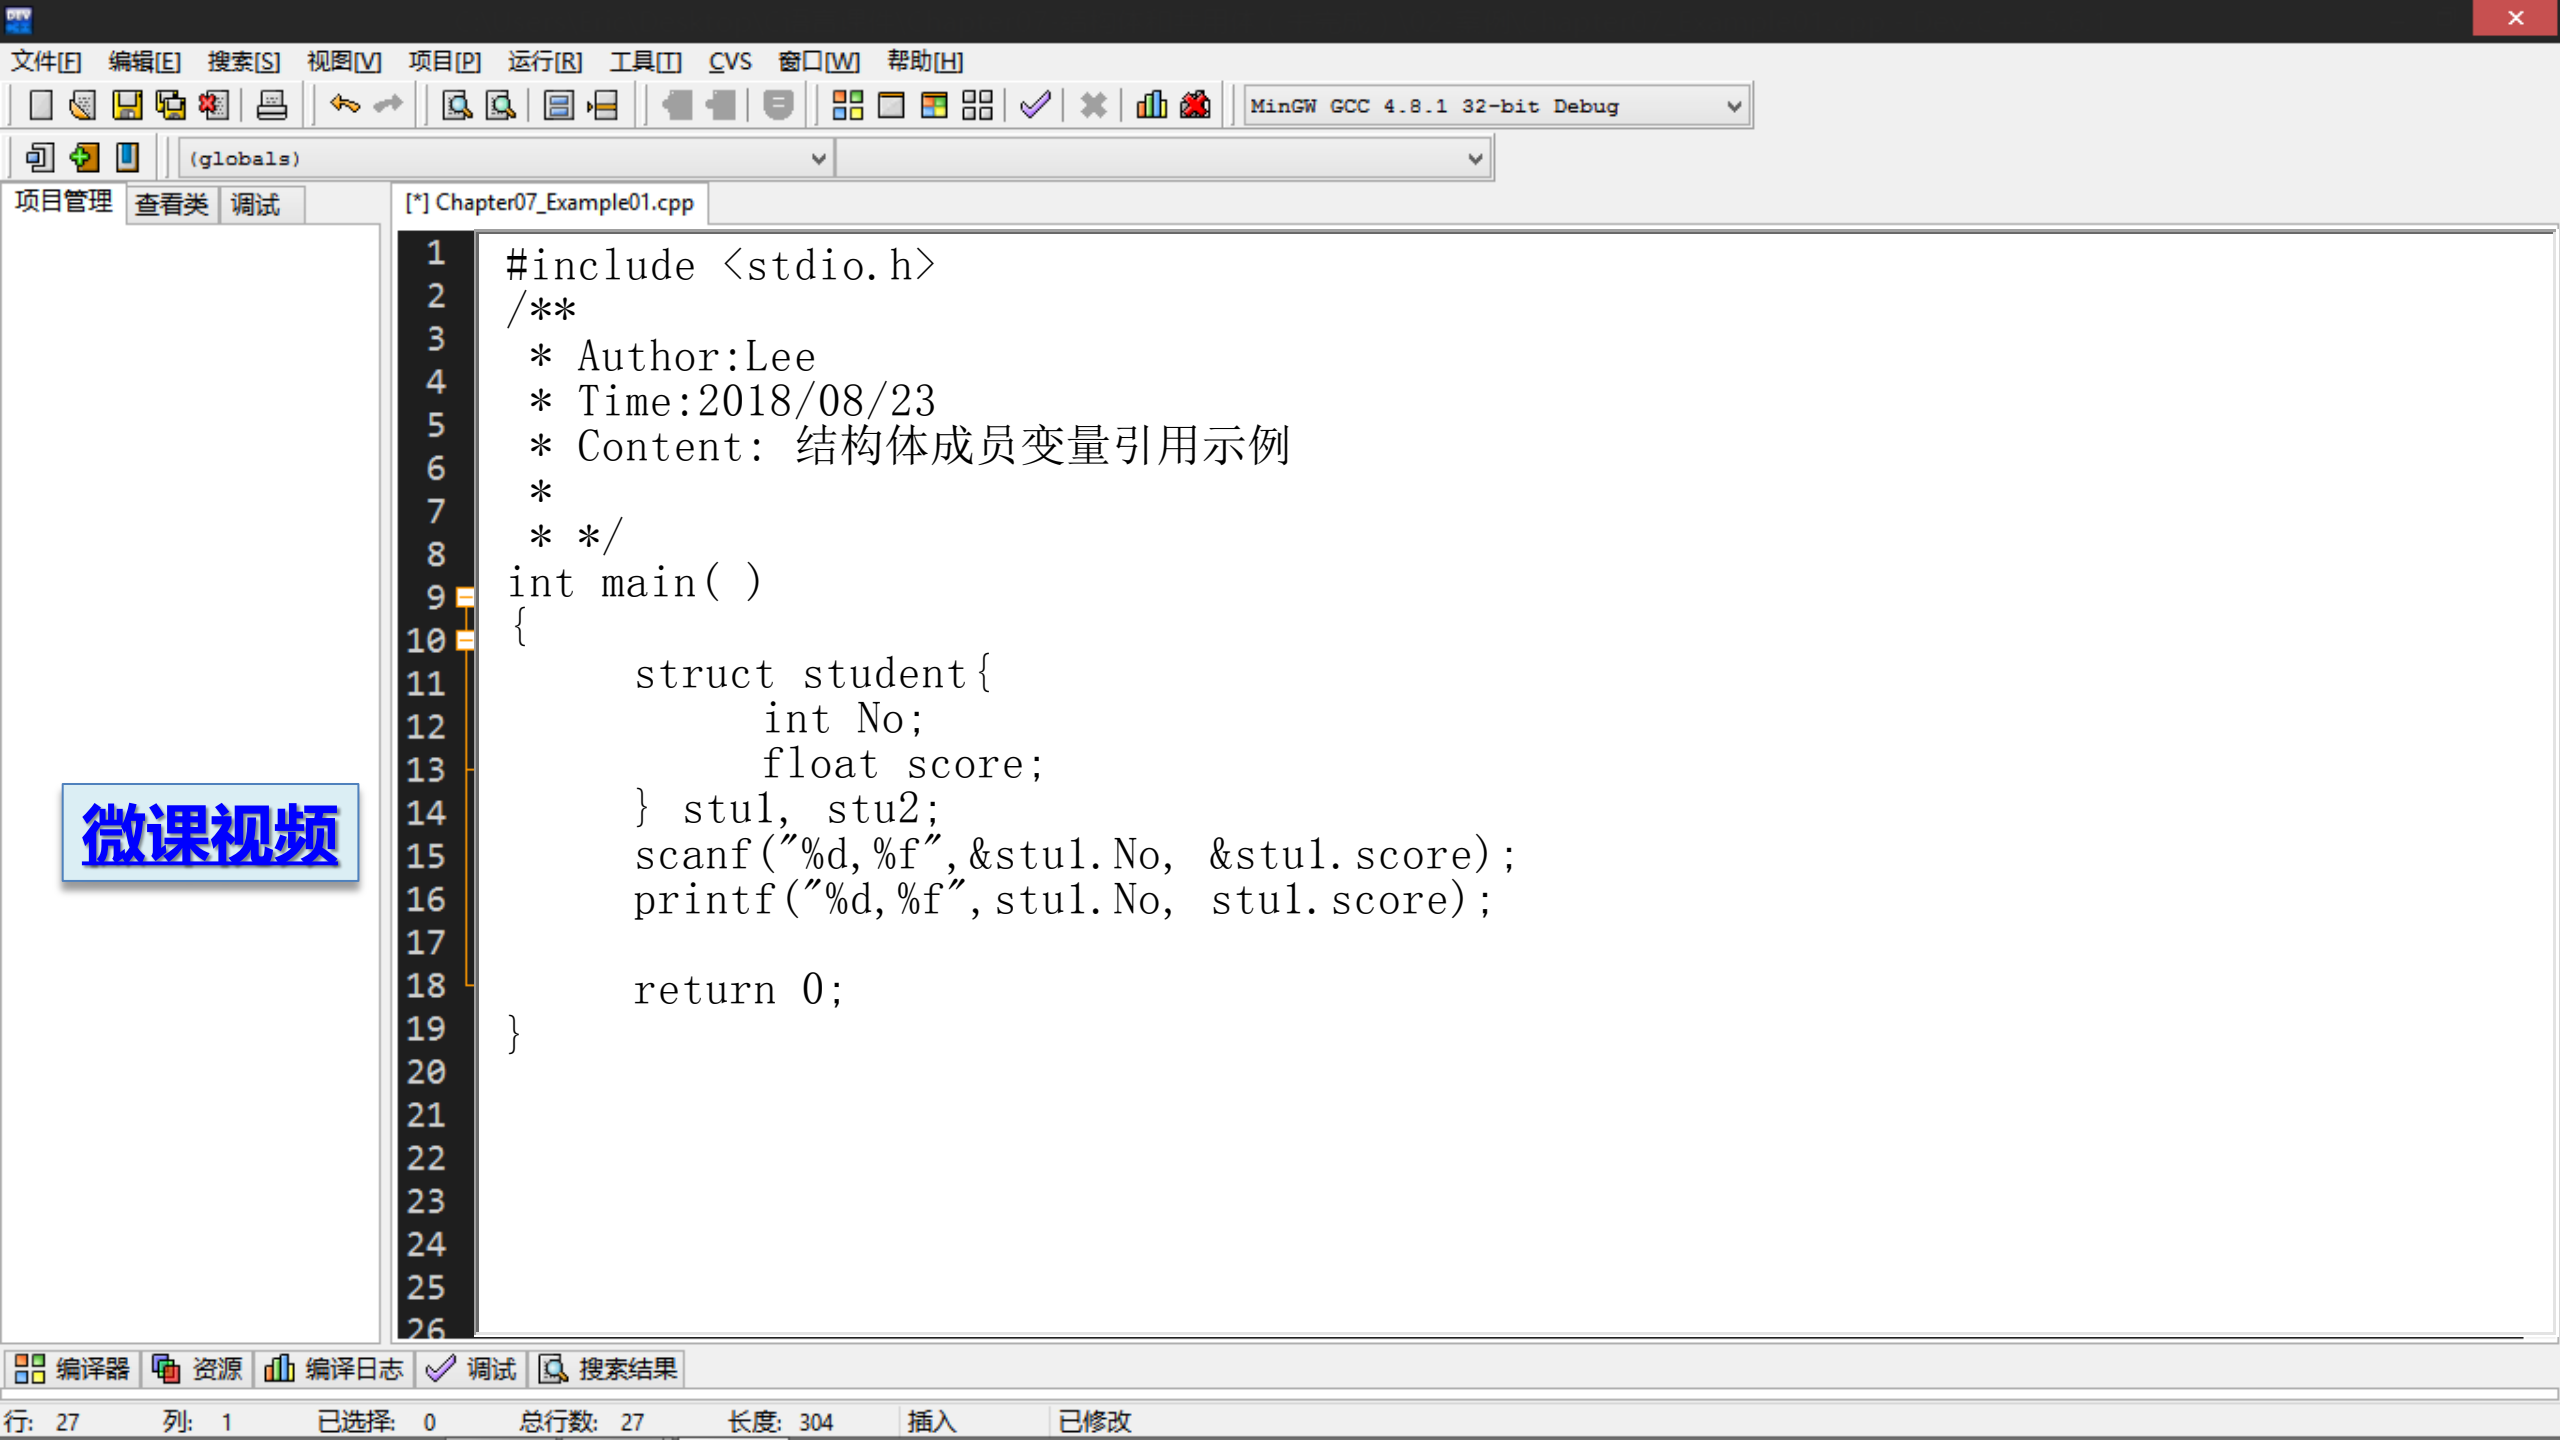 DEV
文件[F] 编辑[E] 搜索[S] 视图[V] 项目[P] 运行[R] 工具[T] CVS 窗口[W] 帮助[H]
MinGW GCC 4.8.1 32-bit Debug
(globals)
项目管理 查看类 调试
[*] Chapter07_Example01.cpp
1
2
3
4
5
6
7
8
9
10
11
12
13
14
15
16
17
18
19
20
21
22
23
24
25
26
#include <stdio.h>
/**
 * Author:Lee
 * Time:2018/08/23
 * Content: 结构体成员变量引用示例
 *
 * */
int main( )
{
struct student{
int No;
float score;
} stu1, stu2;
scanf("%d,%f",&stu1.No, &stu1.score);
printf("%d,%f",stu1.No, stu1.score);
return 0;
}
微课视频
编译器 资源 编译日志 调试 搜索结果
行: 27 列: 1 已选择: 0 总行数: 27 长度: 304 插入 已修改